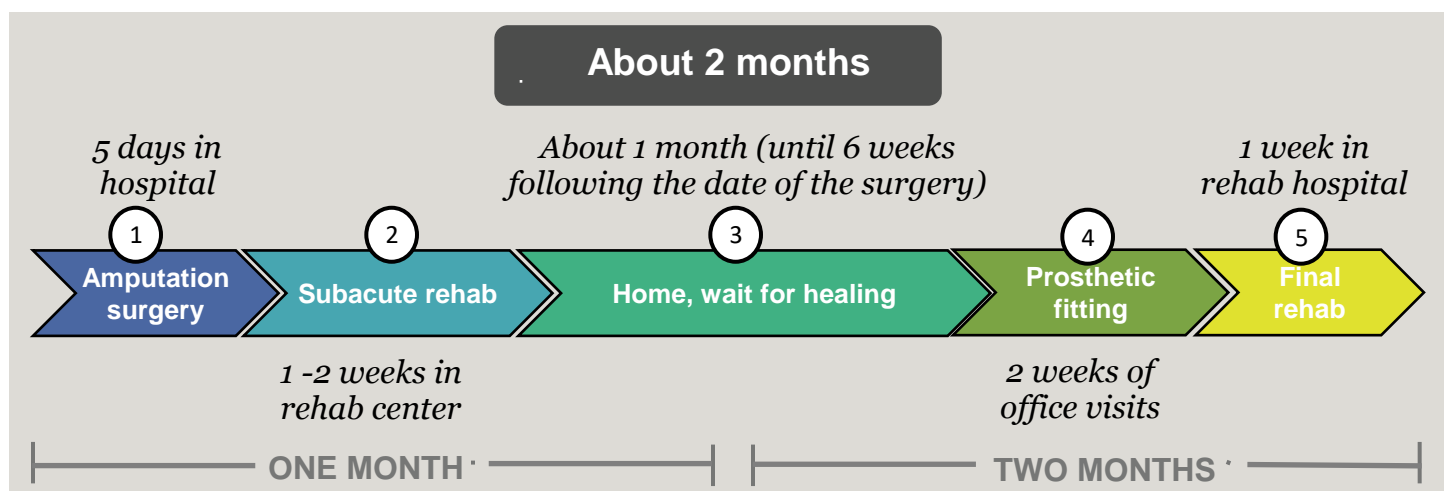 About 2 months
5 days in
hospital
About 1 month (until 6 weeks
following the date of the surgery)
1 week in
rehab hospital
1
2
3
4
5
Amputation
surgery
Subacute rehab
Home, wait for healing
Prosthetic
fitting
Final
rehab
1 -2 weeks in
rehab center
2 weeks of
office visits
ONE MONTH
TWO MONTHS